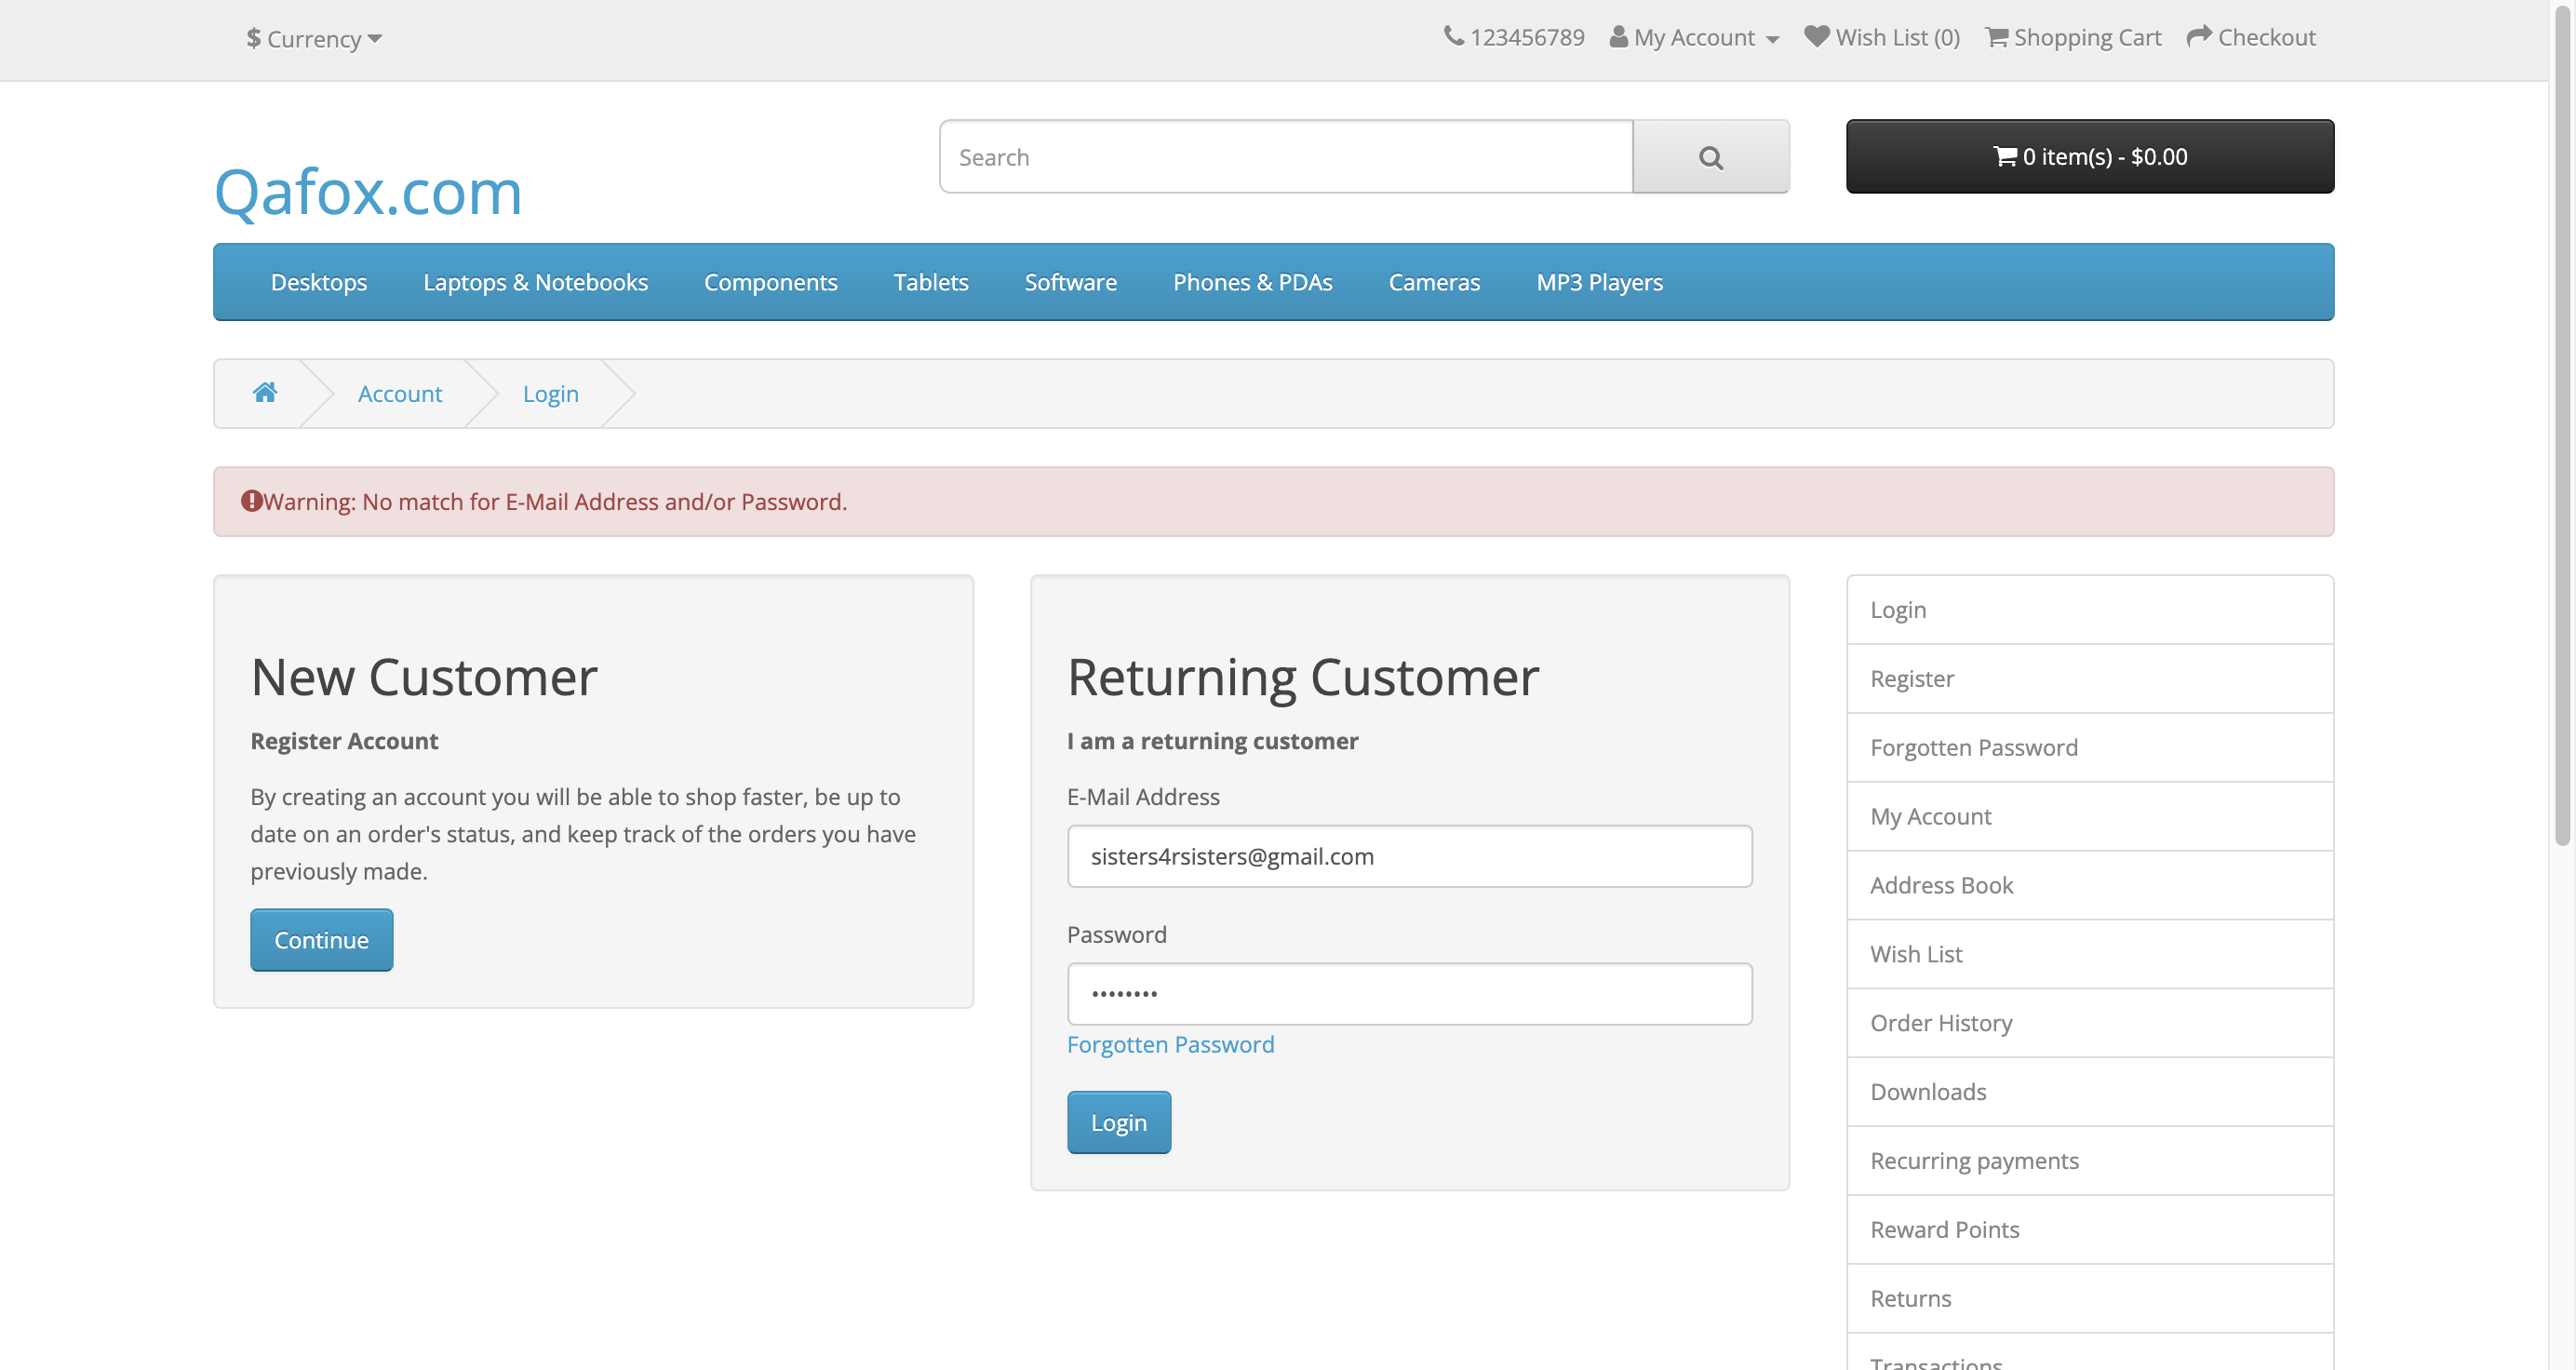 $ Currency
123456789 My Account Wish List (0) Shopping Cart Checkout
Search
0 item(s) - $0.00
Qafox.com
Desktops Laptops & Notebooks Components Tablets Software Phones & PDAs Cameras MP3 Players
Account Login
Warning: No match for E-Mail Address and/or Password.
New Customer
Register Account
By creating an account you will be able to shop faster, be up to
date on an order's status, and keep track of the orders you have
previously made.
Continue
Returning Customer
I am a returning customer
E-Mail Address
sisters4rsisters@gmail.com
Password
••••••••
Forgotten Password
Login
Login
Register
Forgotten Password
My Account
Address Book
Wish List
Order History
Downloads
Recurring payments
Reward Points
Returns
Transactions